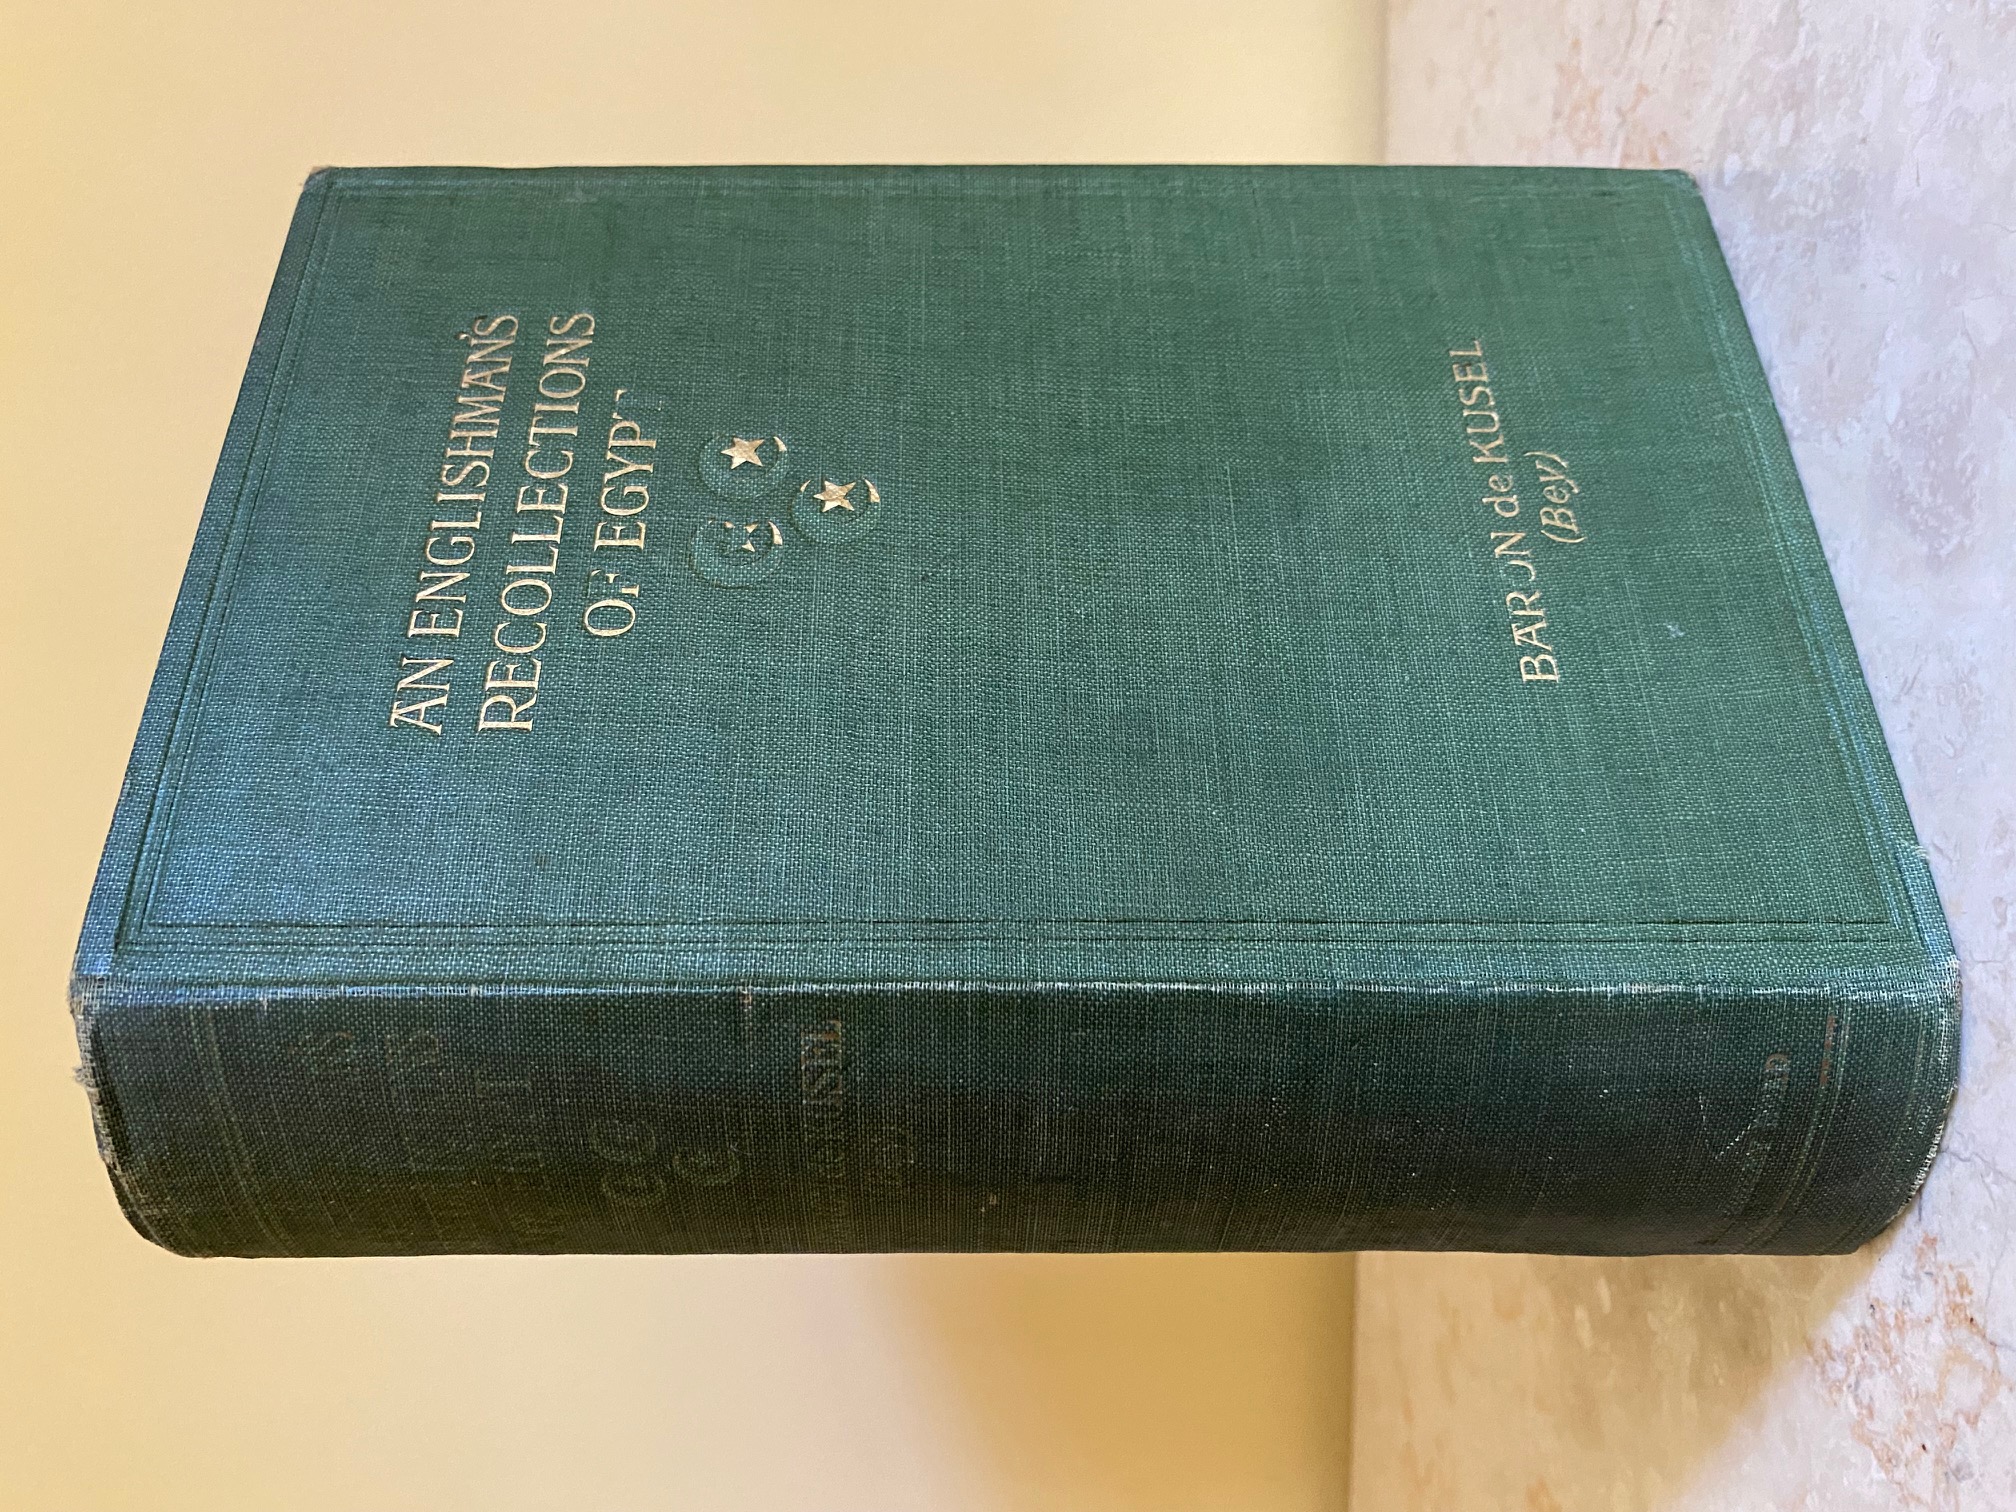 AN ENGLISHMAN'S
RECOLLECTIONS
OF EGYPT
BARON de KUSEL
(Bey)
KUSEL